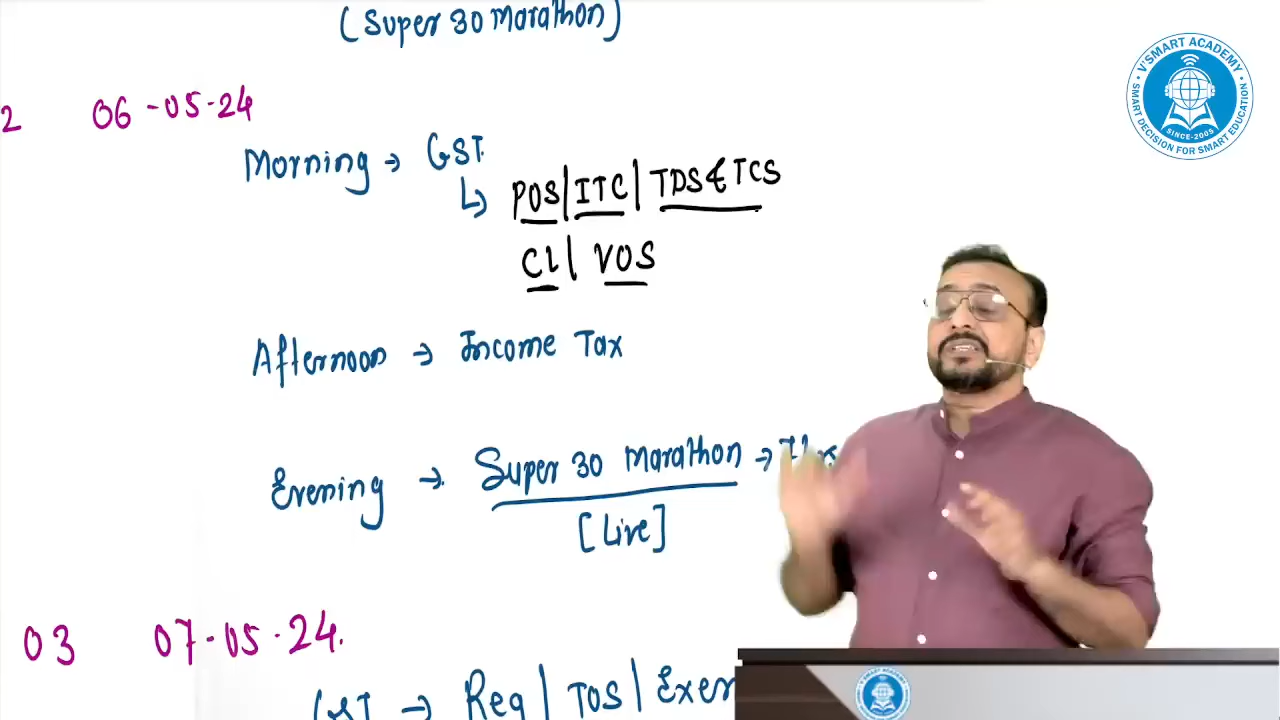 (Super 30 Marathon)
2 06-05-24
Morning → GST
↳ POS | ITC | TDS & TCS
CL | VOS
Afternoon → Income Tax
Evening → Super 30 Marathon →
[Live]
03 07-05-24.
GST → Reg | TOS | Exem
V'SMART ACADEMY
SINCE-2005
SMART DECISION FOR SMART EDUCATION